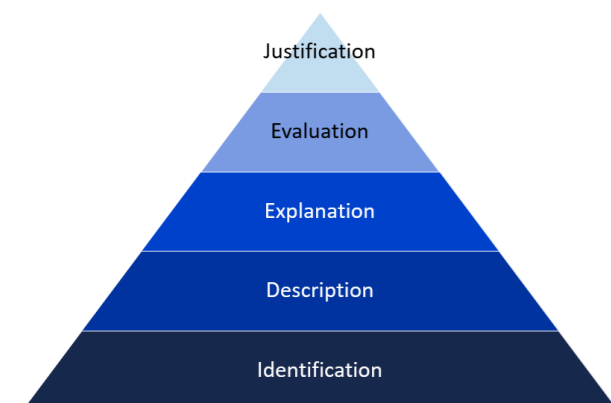 Justification
Evaluation
Explanation
Description
Identification